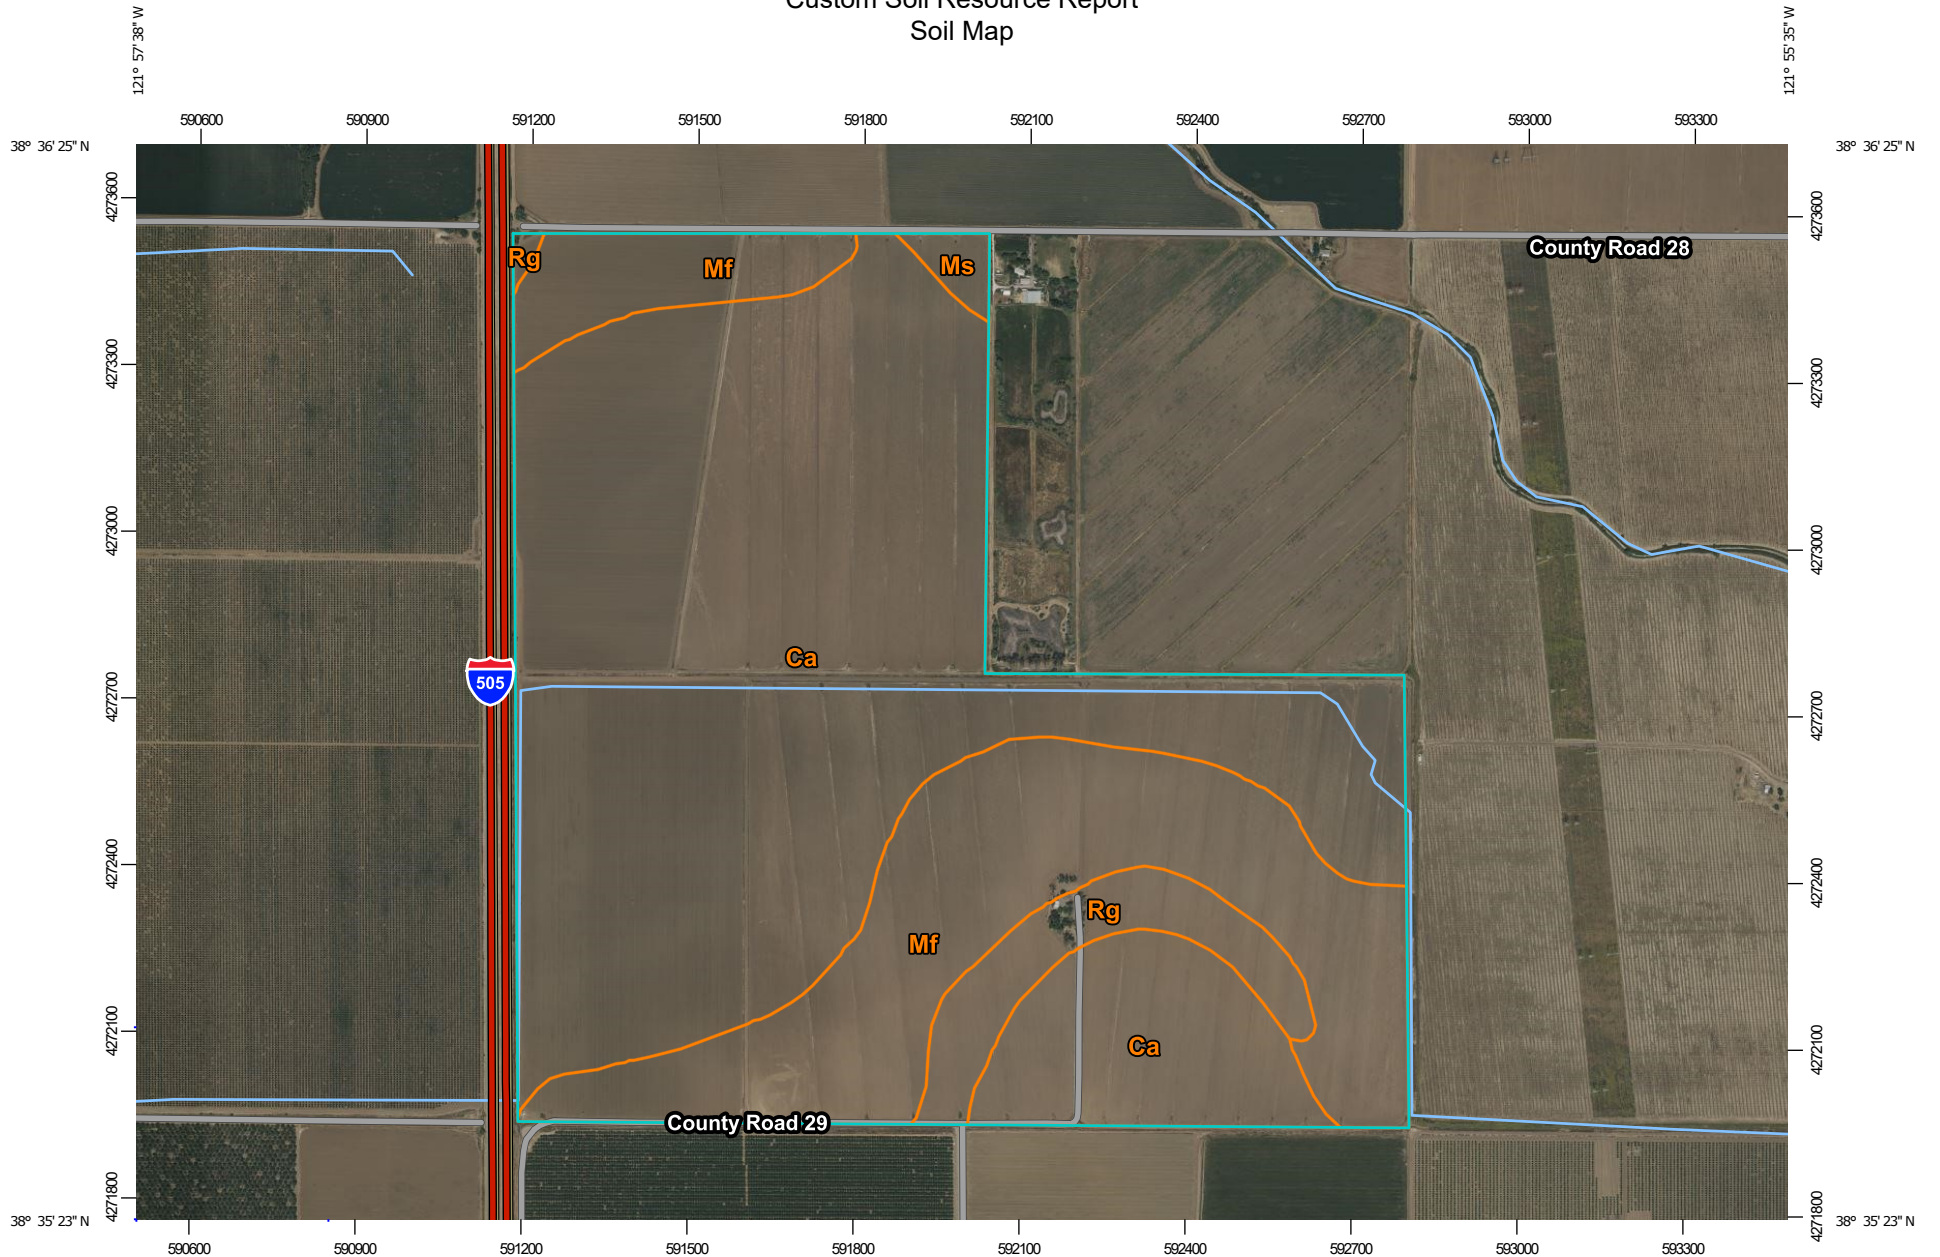 Custom Soil Resource Report
Soil Map
121° 57' 38" W
121° 55' 35" W
590600 590900 591200 591500 591800 592100 592400 592700 593000 593300
38° 36' 25" N
38° 36' 25" N
4273600
4273600
County Road 28
Rg
Mf
Ms
4273300
4273300
4273000
4273000
Ca
505
4272700
4272700
4272400
4272400
Rg
Mf
4272100
4272100
Ca
County Road 29
4271800
4271800
38° 35' 23" N
38° 35' 23" N
590600 590900 591200 591500 591800 592100 592400 592700 593000 593300